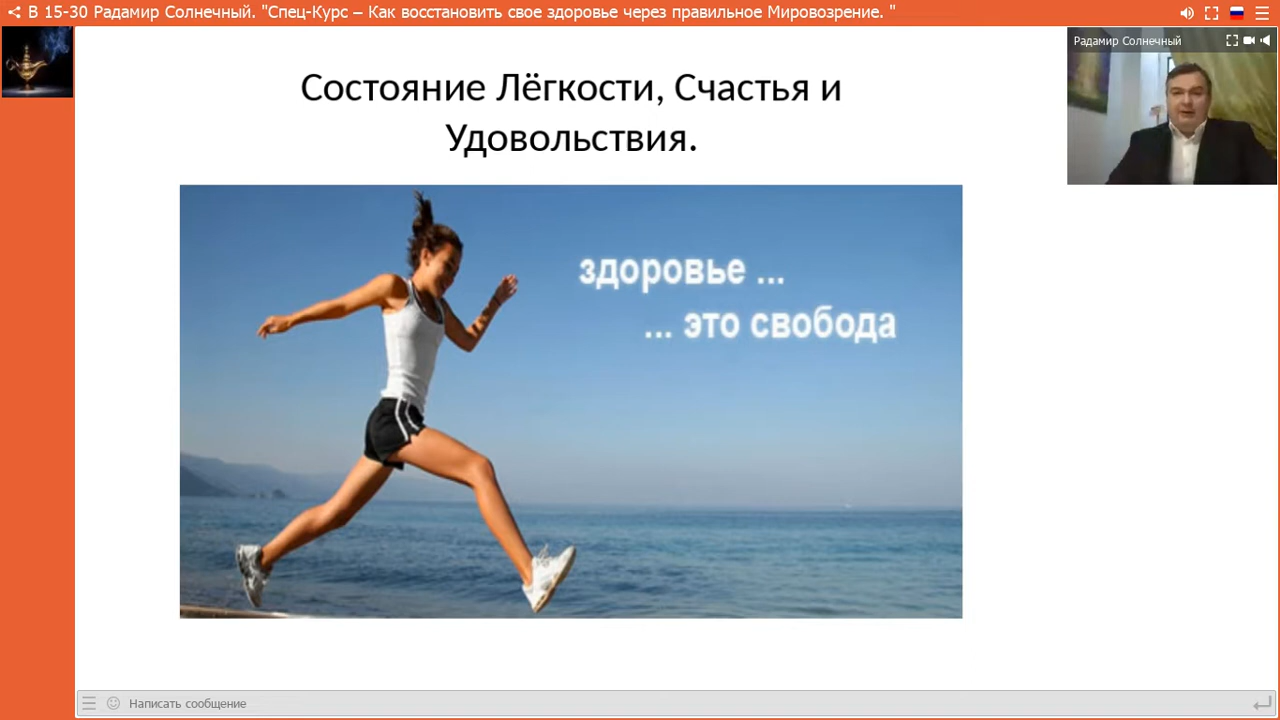 В 15-30 Радамир Солнечный. "Спец-Курс – Как восстановить свое здоровье через правильное Мировозрение. "
Радамир Солнечный
Состояние Лёгкости, Счастья и
Удовольствия.
здоровье ...
... это свобода
Написать сообщение